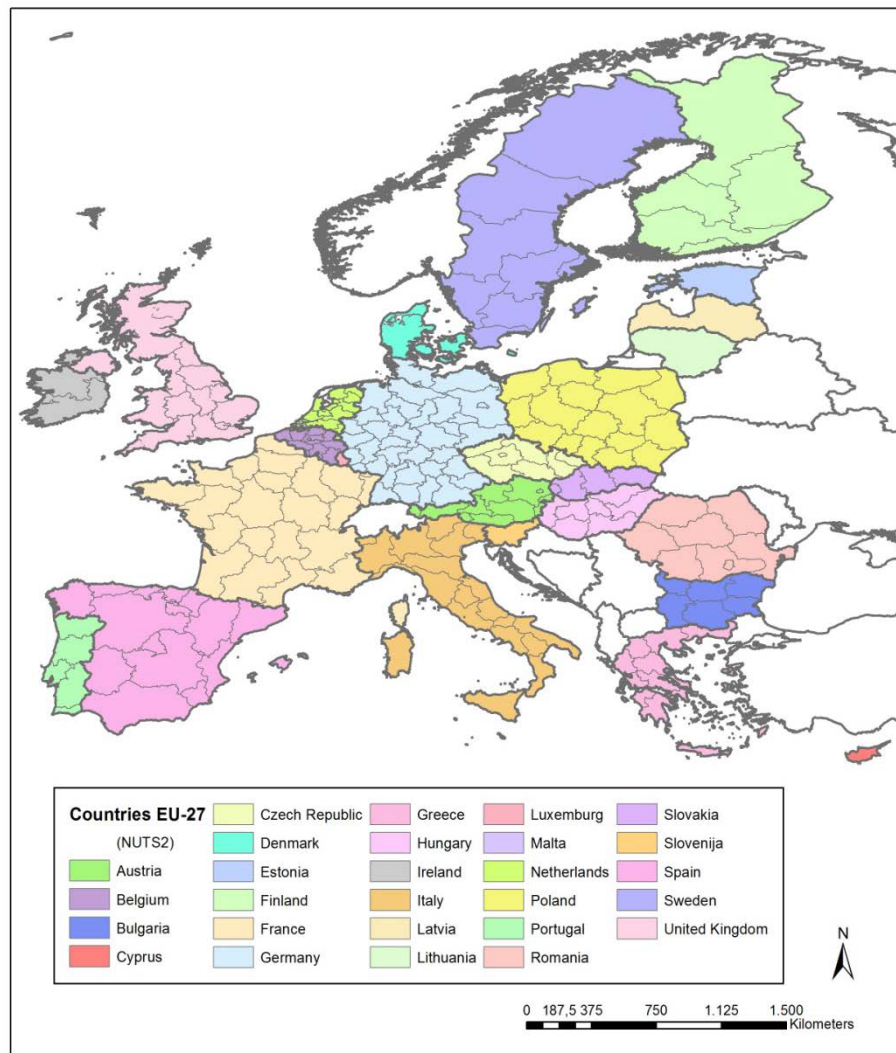 Countries EU-27
(NUTS2)
Austria
Belgium
Bulgaria
Cyprus
Czech Republic
Denmark
Estonia
Finland
France
Germany
Greece
Hungary
Ireland
Italy
Latvia
Lithuania
Luxemburg
Malta
Netherlands
Poland
Portugal
Romania
Slovakia
Slovenija
Spain
Sweden
United Kingdom
N
0 187,5 375 750 1.125 1.500
Kilometers